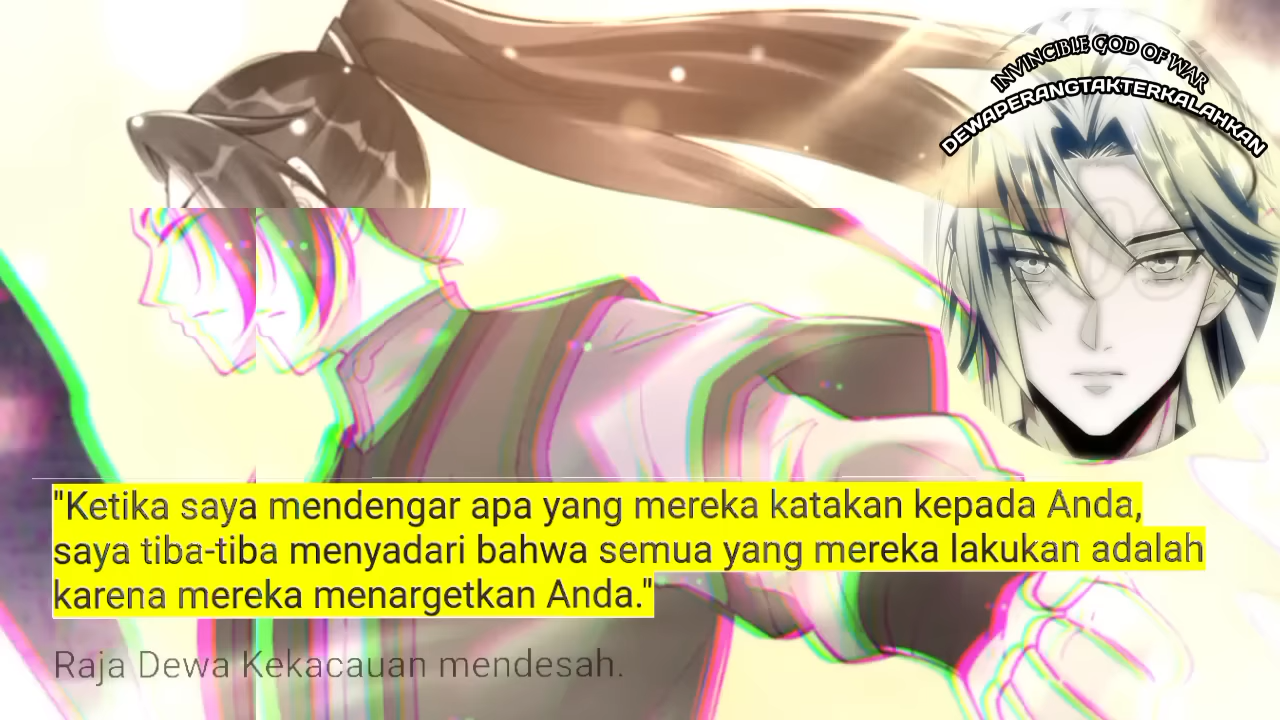 INVINCIBLE GOD OF WAR
DEWAPERANGTAKTERKALAHKAN
"Ketika saya mendengar apa yang mereka katakan kepada Anda,
saya tiba-tiba menyadari bahwa semua yang mereka lakukan adalah
karena mereka menargetkan Anda."
Raja Dewa Kekacauan mendesah.